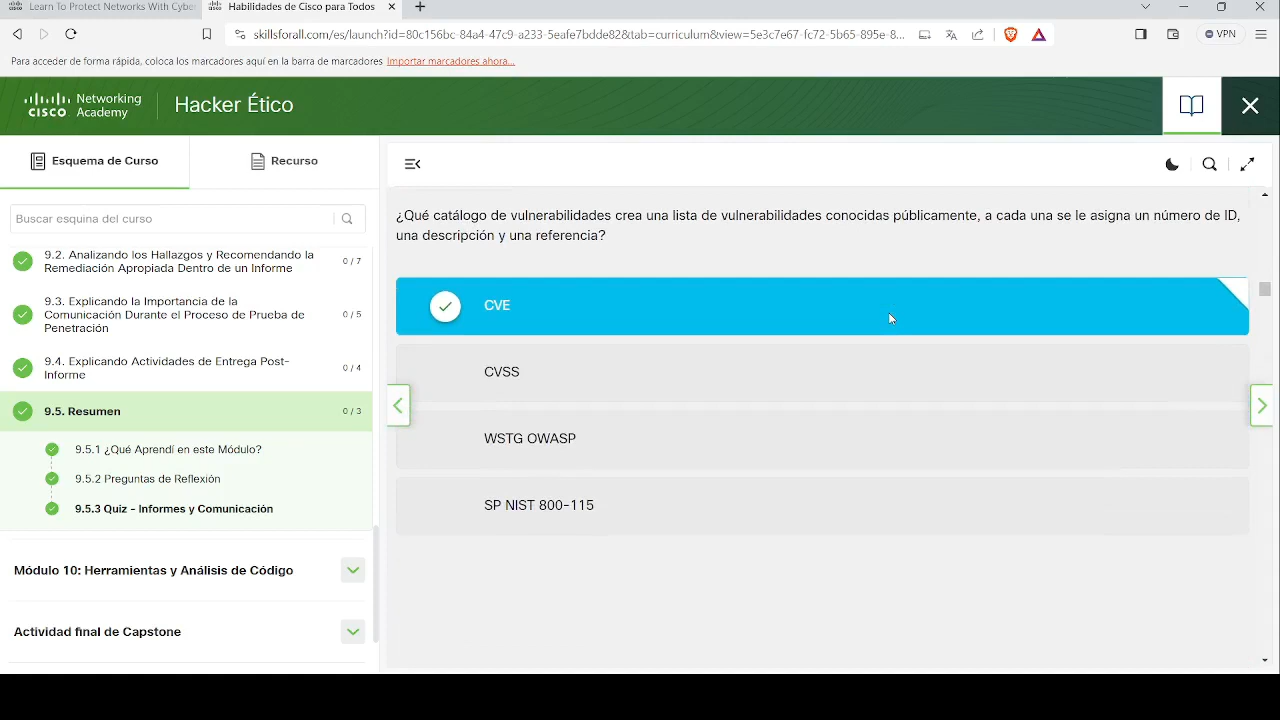 Learn To Protect Networks With Cyber
Habilidades de Cisco para Todos
skillsforall.com/es/launch?id=80c156bc-84a4-47c9-a233-5eafe7bdde82&tab=curriculum&view=5e3c7e67-fc72-5b65-895e-8...
VPN
Para acceder de forma rápida, coloca los marcadores aquí en la barra de marcadores Importar marcadores ahora...
CISCO Networking Academy
Hacker Ético
Esquema de Curso
Recurso
Buscar esquina del curso
9.2. Analizando los Hallazgos y Recomendando la
Remediación Apropiada Dentro de un Informe
0 / 7
9.3. Explicando la Importancia de la
Comunicación Durante el Proceso de Prueba de
Penetración
0 / 5
9.4. Explicando Actividades de Entrega Post-
Informe
0 / 4
9.5. Resumen
0 / 3
9.5.1 ¿Qué Aprendí en este Módulo?
9.5.2 Preguntas de Reflexión
9.5.3 Quiz - Informes y Comunicación
Módulo 10: Herramientas y Análisis de Código
Actividad final de Capstone
¿Qué catálogo de vulnerabilidades crea una lista de vulnerabilidades conocidas públicamente, a cada una se le asigna un número de ID,
una descripción y una referencia?
CVE
CVSS
WSTG OWASP
SP NIST 800-115